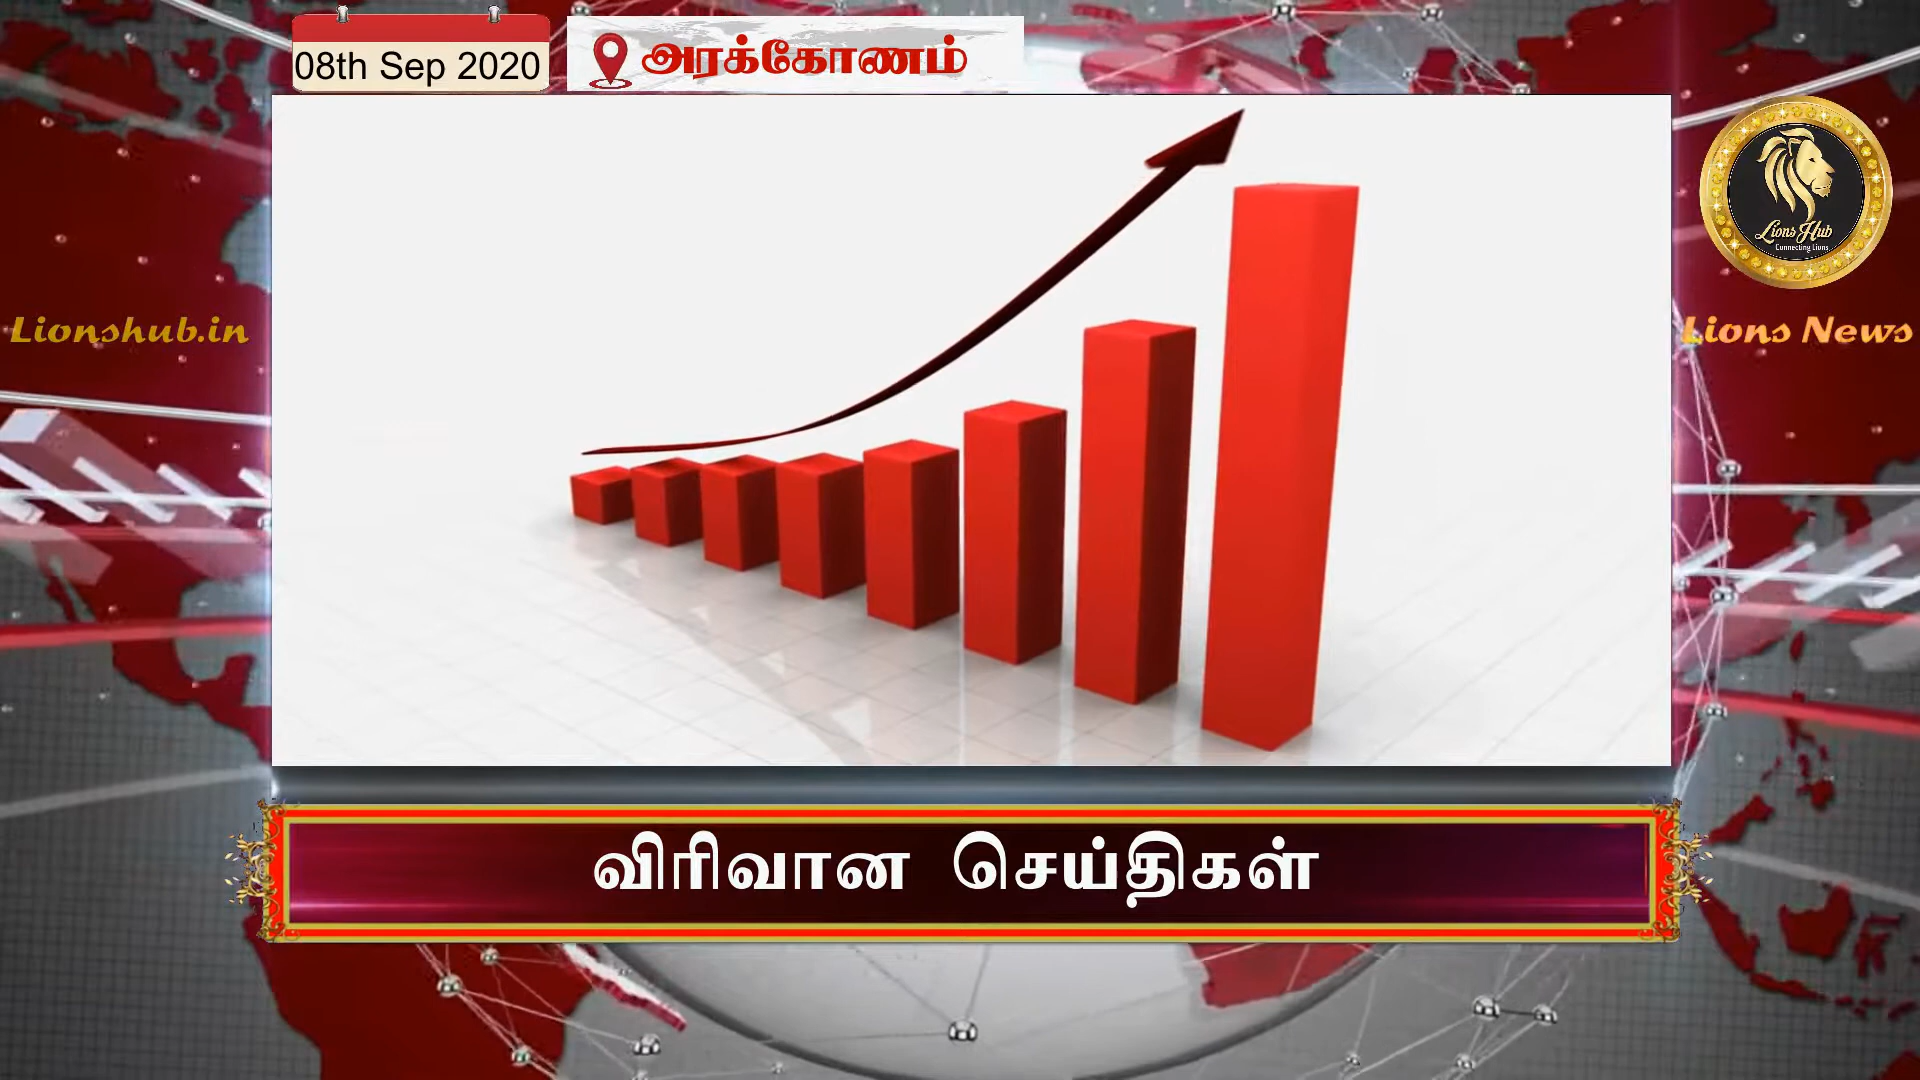 08th Sep 2020
அரக்கோணம்
Lions Hub
Connecting Lions
Lionshub.in
Lions News
விரிவான செய்திகள்